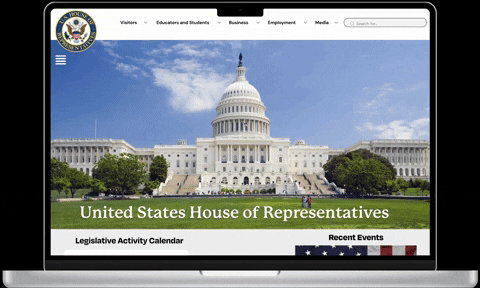 U.S. HOUSE OF REPRESENTATIVES
Visitors Educators and Students Business Employment Media Search for..
United States House of Representatives
Legislative Activity Calendar
Recent Events